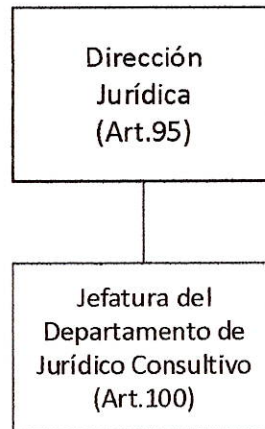 Dirección
Jurídica
(Art.95)
Jefatura del
Departamento de
Jurídico Consultivo
(Art.100)